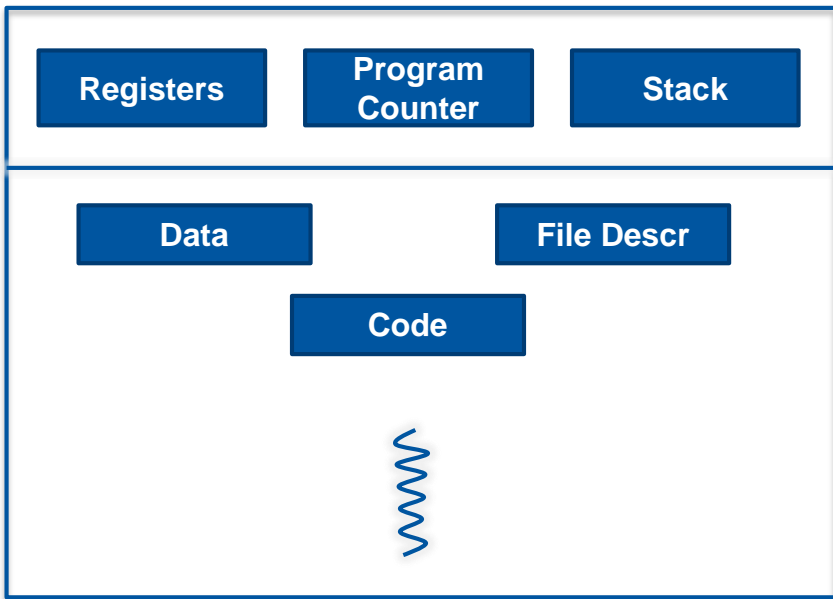 Registers
Program
Counter
Stack
Data
File Descr
Code